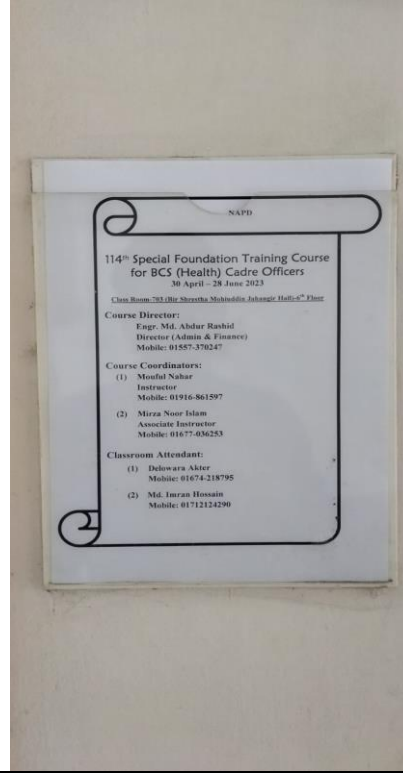 NAPD
114th Special Foundation Training Course
for BCS (Health) Cadre Officers
30 April – 28 June 2023
Class Room-703 (Bir Shrestha Mohiuddin Jahangir Hall)-6th Floor
Course Director:
Engr. Md. Abdur Rashid
Director (Admin & Finance)
Mobile: 01557-370247
Course Coordinators:
(1) Mouful Nahar
Instructor
Mobile: 01916-861597
(2) Mirza Noor Islam
Associate Instructor
Mobile: 01677-036253
Classroom Attendant:
(1) Delowara Akter
Mobile: 01674-218795
(2) Md. Imran Hossain
Mobile: 01712124290